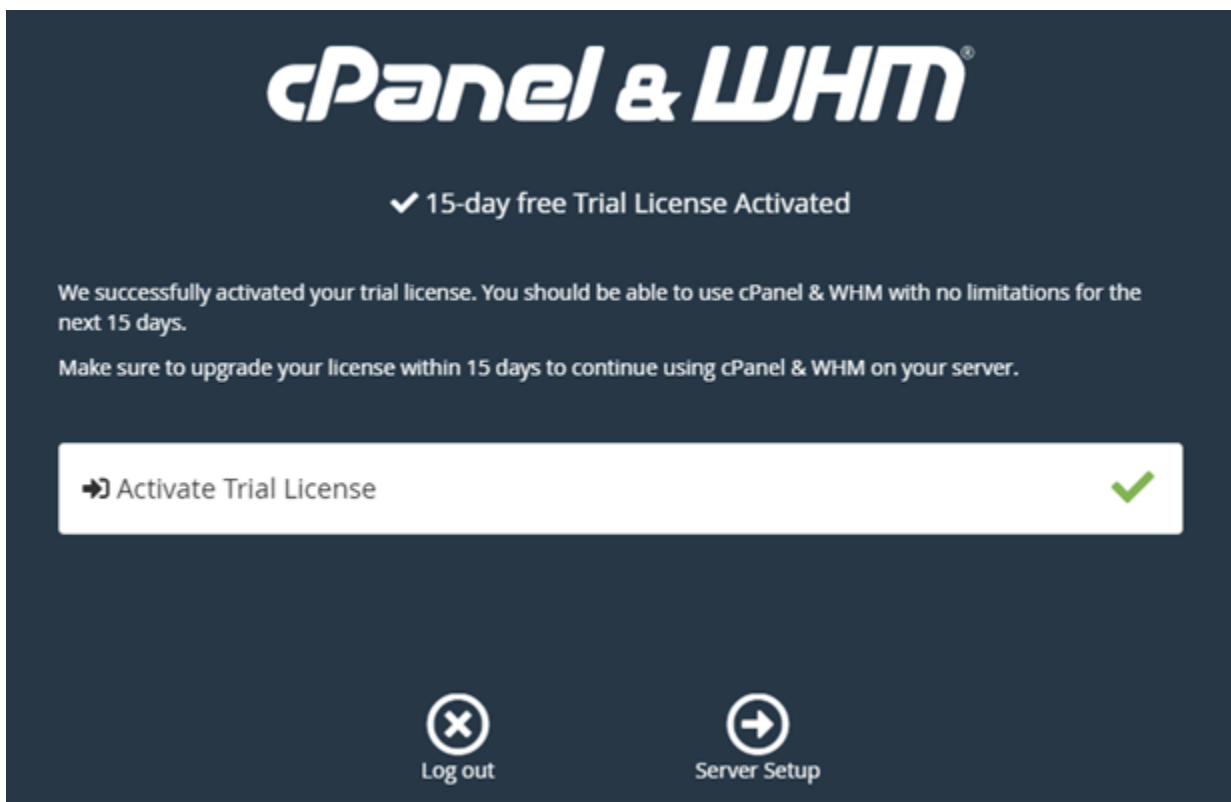 cPanel & WHM®
15-day free Trial License Activated
We successfully activated your trial license. You should be able to use cPanel & WHM with no limitations for the
next 15 days.
Make sure to upgrade your license within 15 days to continue using cPanel & WHM on your server.
Activate Trial License
Log out Server Setup